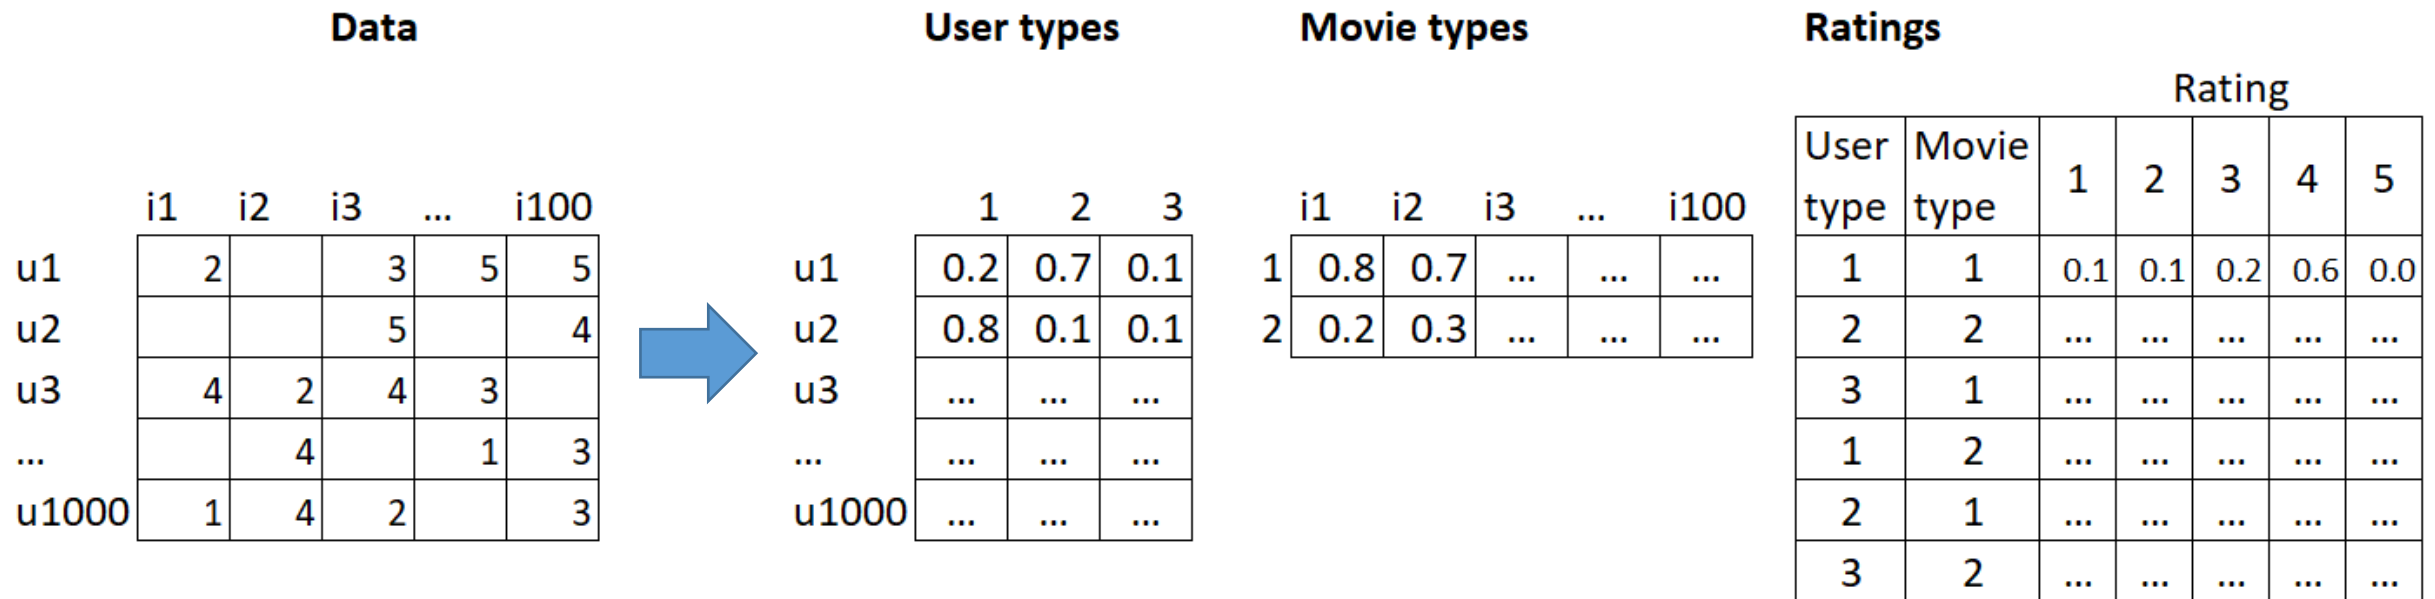 Data User types Movie types Ratings
Rating
User Movie
type type 1 2 3 4 5
i1 i2 i3 ... i100 1 2 3 i1 i2 i3 ... i100
u1 2 3 5 5 u1 0.2 0.7 0.1 1 0.8 0.7 ... ... ... 1 1 0.1 0.1 0.2 0.6 0.0
u2 5 4 u2 0.8 0.1 0.1 2 0.2 0.3 ... ... ... 2 2 ... ... ... ... ...
u3 4 2 4 3 u3 ... ... ... 3 1 ... ... ... ... ...
... 4 1 3 ... ... ... ... 1 2 ... ... ... ... ...
u1000 1 4 2 3 u1000 ... ... ... 2 1 ... ... ... ... ...
3 2 ... ... ... ... ...